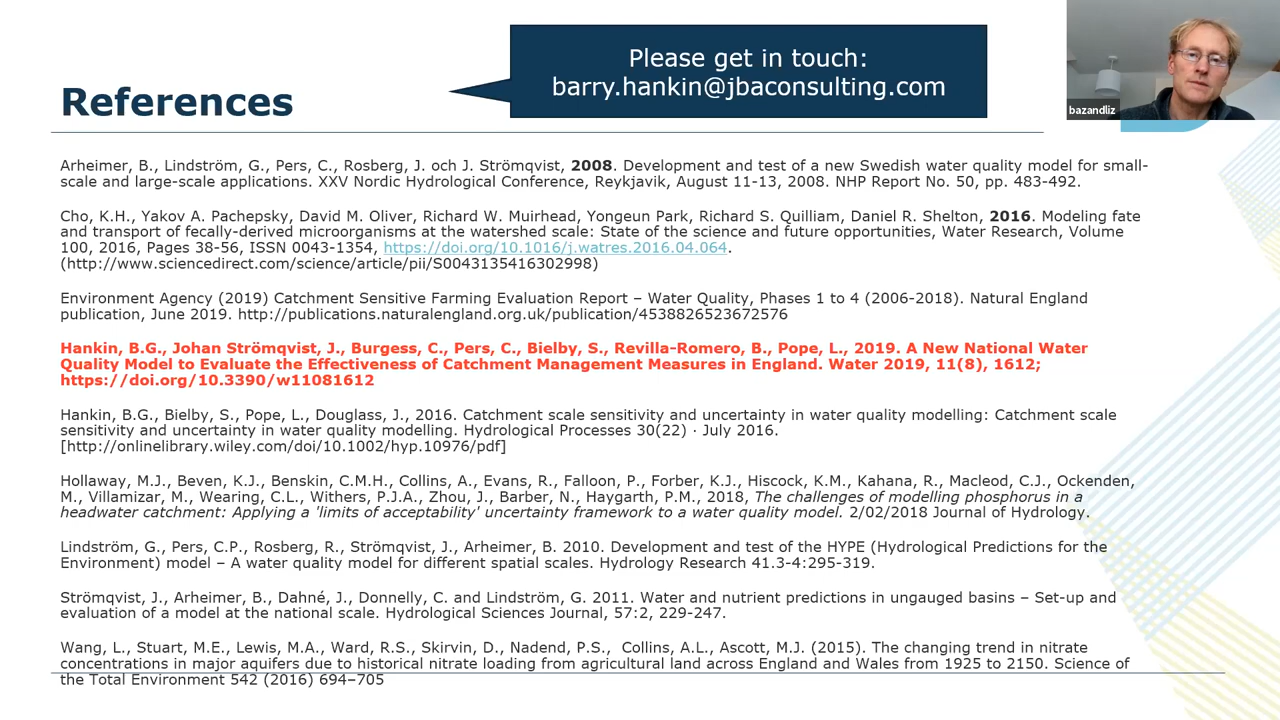 Please get in touch:
barry.hankin@jbaconsulting.com
bazandliz
References
Arheimer, B., Lindström, G., Pers, C., Rosberg, J. och J. Strömqvist, 2008. Development and test of a new Swedish water quality model for small-
scale and large-scale applications. XXV Nordic Hydrological Conference, Reykjavik, August 11-13, 2008. NHP Report No. 50, pp. 483-492.
Cho, K.H., Yakov A. Pachepsky, David M. Oliver, Richard W. Muirhead, Yongeun Park, Richard S. Quilliam, Daniel R. Shelton, 2016. Modeling fate
and transport of fecally-derived microorganisms at the watershed scale: State of the science and future opportunities, Water Research, Volume
100, 2016, Pages 38-56, ISSN 0043-1354, https://doi.org/10.1016/j.watres.2016.04.064.
(http://www.sciencedirect.com/science/article/pii/S0043135416302998)
Environment Agency (2019) Catchment Sensitive Farming Evaluation Report – Water Quality, Phases 1 to 4 (2006-2018). Natural England
publication, June 2019. http://publications.naturalengland.org.uk/publication/4538826523672576
Hankin, B.G., Johan Strömqvist, J., Burgess, C., Pers, C., Bielby, S., Revilla-Romero, B., Pope, L., 2019. A New National Water
Quality Model to Evaluate the Effectiveness of Catchment Management Measures in England. Water 2019, 11(8), 1612;
https://doi.org/10.3390/w11081612
Hankin, B.G., Bielby, S., Pope, L., Douglass, J., 2016. Catchment scale sensitivity and uncertainty in water quality modelling: Catchment scale
sensitivity and uncertainty in water quality modelling. Hydrological Processes 30(22) · July 2016.
[http://onlinelibrary.wiley.com/doi/10.1002/hyp.10976/pdf]
Hollaway, M.J., Beven, K.J., Benskin, C.M.H., Collins, A., Evans, R., Falloon, P., Forber, K.J., Hiscock, K.M., Kahana, R., Macleod, C.J., Ockenden,
M., Villamizar, M., Wearing, C.L., Withers, P.J.A., Zhou, J., Barber, N., Haygarth, P.M., 2018, The challenges of modelling phosphorus in a
headwater catchment: Applying a 'limits of acceptability' uncertainty framework to a water quality model. 2/02/2018 Journal of Hydrology.
Lindström, G., Pers, C.P., Rosberg, R., Strömqvist, J., Arheimer, B. 2010. Development and test of the HYPE (Hydrological Predictions for the
Environment) model – A water quality model for different spatial scales. Hydrology Research 41.3-4:295-319.
Strömqvist, J., Arheimer, B., Dahné, J., Donnelly, C. and Lindström, G. 2011. Water and nutrient predictions in ungauged basins – Set-up and
evaluation of a model at the national scale. Hydrological Sciences Journal, 57:2, 229-247.
Wang, L., Stuart, M.E., Lewis, M.A., Ward, R.S., Skirvin, D., Nadend, P.S., Collins, A.L., Ascott, M.J. (2015). The changing trend in nitrate
concentrations in major aquifers due to historical nitrate loading from agricultural land across England and Wales from 1925 to 2150. Science of
the Total Environment 542 (2016) 694–705